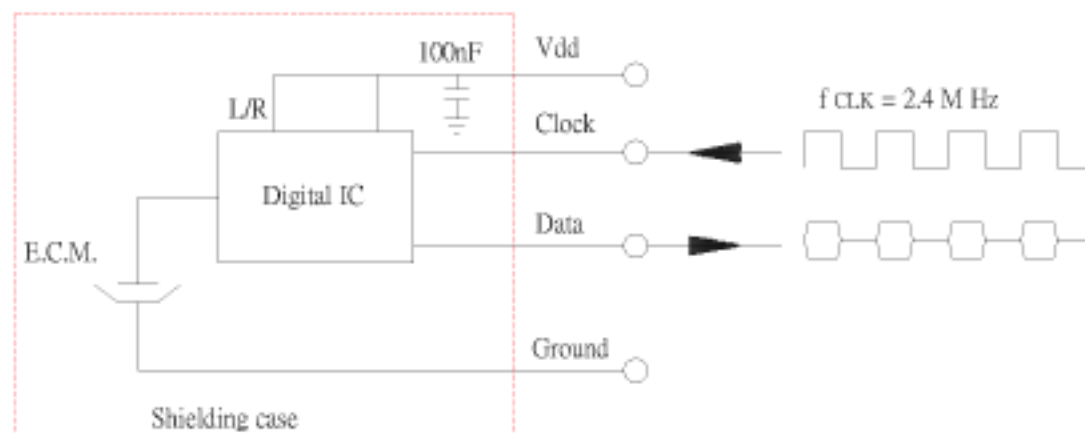 100nF
Vdd
L/R
f CLK = 2.4 M Hz
Clock
Digital IC
Data
E.C.M.
Ground
Shielding case